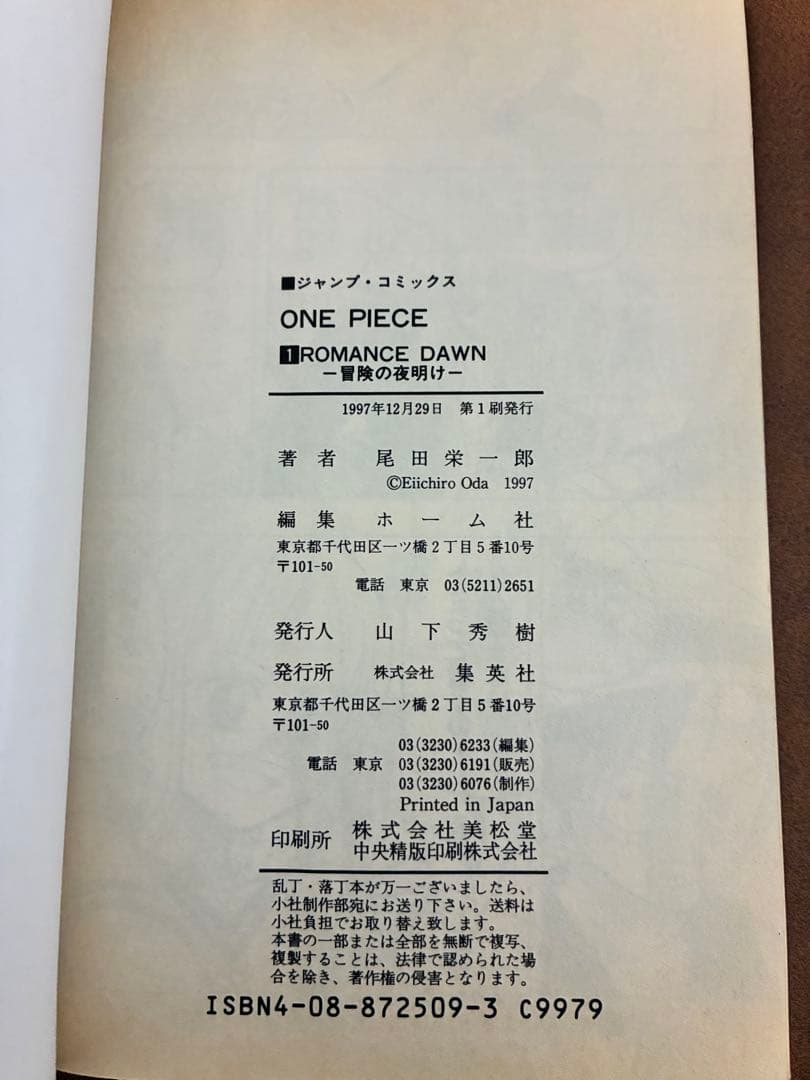 ■ジャンプ・コミックス
ONE PIECE
1 ROMANCE DAWN
－冒険の夜明け－
1997年12月29日 第1刷発行
著者 尾田栄一郎
©Eiichiro Oda 1997
編集 ホーム社
東京都千代田区一ツ橋2丁目5番10号
〒101-50
電話 東京 03(5211)2651
発行人 山下秀樹
発行所 株式会社 集英社
東京都千代田区一ツ橋2丁目5番10号
〒101-50
03(3230)6233(編集)
電話 東京 03(3230)6191(販売)
03(3230)6076(制作)
Printed in Japan
印刷所 株式会社美松堂
中央精版印刷株式会社
乱丁・落丁本が万一ございましたら、
小社制作部宛にお送り下さい。送料は
小社負担でお取り替え致します。
本書の一部または全部を無断で複写、
複製することは、法律で認められた場
合を除き、著作権の侵害となります。
ISBN4-08-872509-3 C9979